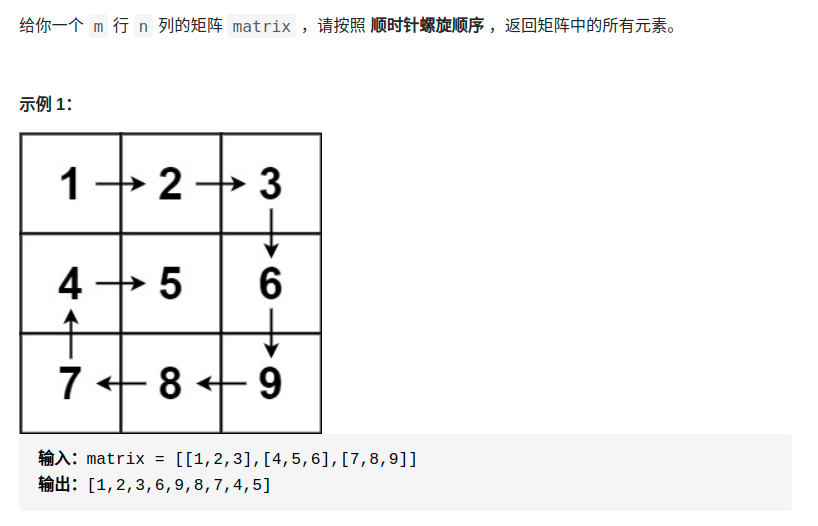 给你一个 m 行 n 列的矩阵 matrix ，请按照 顺时针螺旋顺序 ，返回矩阵中的所有元素。
示例 1：
1 2 3
4 5 6
7 8 9
输入：matrix = [[1,2,3],[4,5,6],[7,8,9]]
输出：[1,2,3,6,9,8,7,4,5]